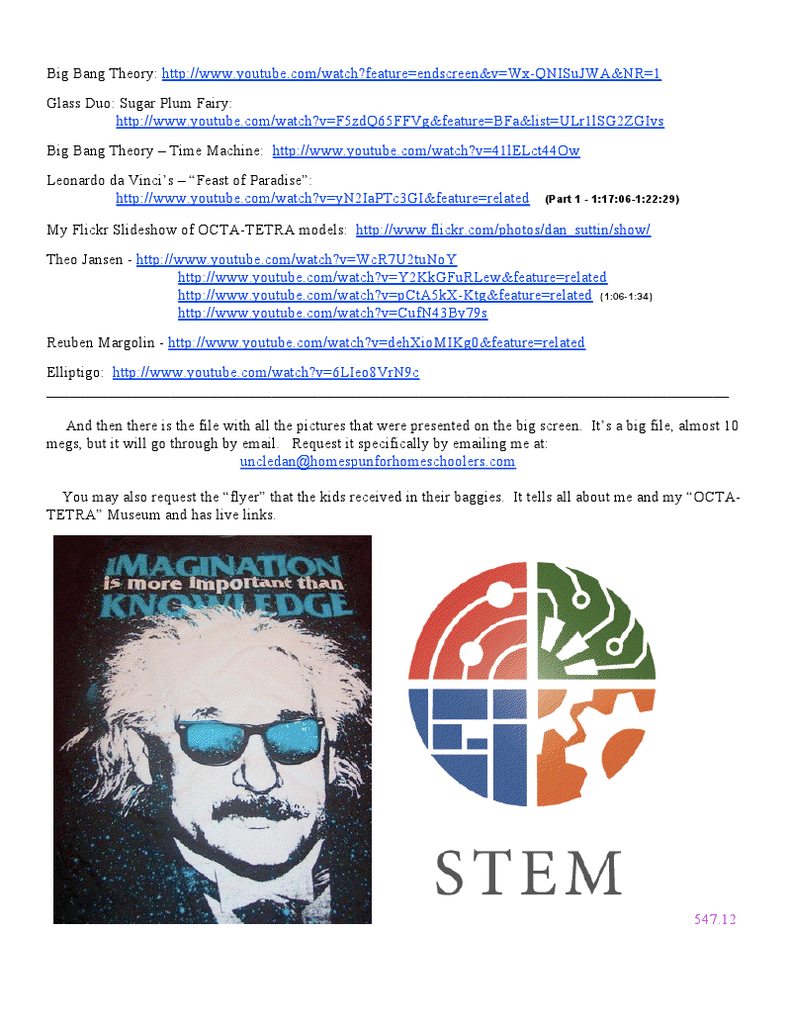 Big Bang Theory: http://www.youtube.com/watch?feature=endscreen&v=Wx-QNISuJWA&NR=1
Glass Duo: Sugar Plum Fairy:
http://www.youtube.com/watch?v=F5zdQ65FFVg&feature=BFa&list=ULr1lSG2ZGIvs
Big Bang Theory – Time Machine: http://www.youtube.com/watch?v=41lELct44Ow
Leonardo da Vinci's – “Feast of Paradise”:
http://www.youtube.com/watch?v=yN2IaPTc3GI&feature=related (Part 1 - 1:17:06-1:22:29)
My Flickr Slideshow of OCTA-TETRA models: http://www.flickr.com/photos/dan_suttin/show/
Theo Jansen - http://www.youtube.com/watch?v=WcR7U2tuNoY
http://www.youtube.com/watch?v=Y2KkGFuRLew&feature=related
http://www.youtube.com/watch?v=pCtA5kX-Ktg&feature=related (1:06-1:34)
http://www.youtube.com/watch?v=CufN43By79s
Reuben Margolin - http://www.youtube.com/watch?v=dehXioMIKg0&feature=related
Elliptigo: http://www.youtube.com/watch?v=6LIeo8VrN9c
And then there is the file with all the pictures that were presented on the big screen. It's a big file, almost 10
megs, but it will go through by email. Request it specifically by emailing me at:
uncledan@homespunforhomeschoolers.com
You may also request the “flyer” that the kids received in their baggies. It tells all about me and my “OCTA-
TETRA” Museum and has live links.
IMAGINATION
is more important than
KNOWLEDGE
STEM
547.12